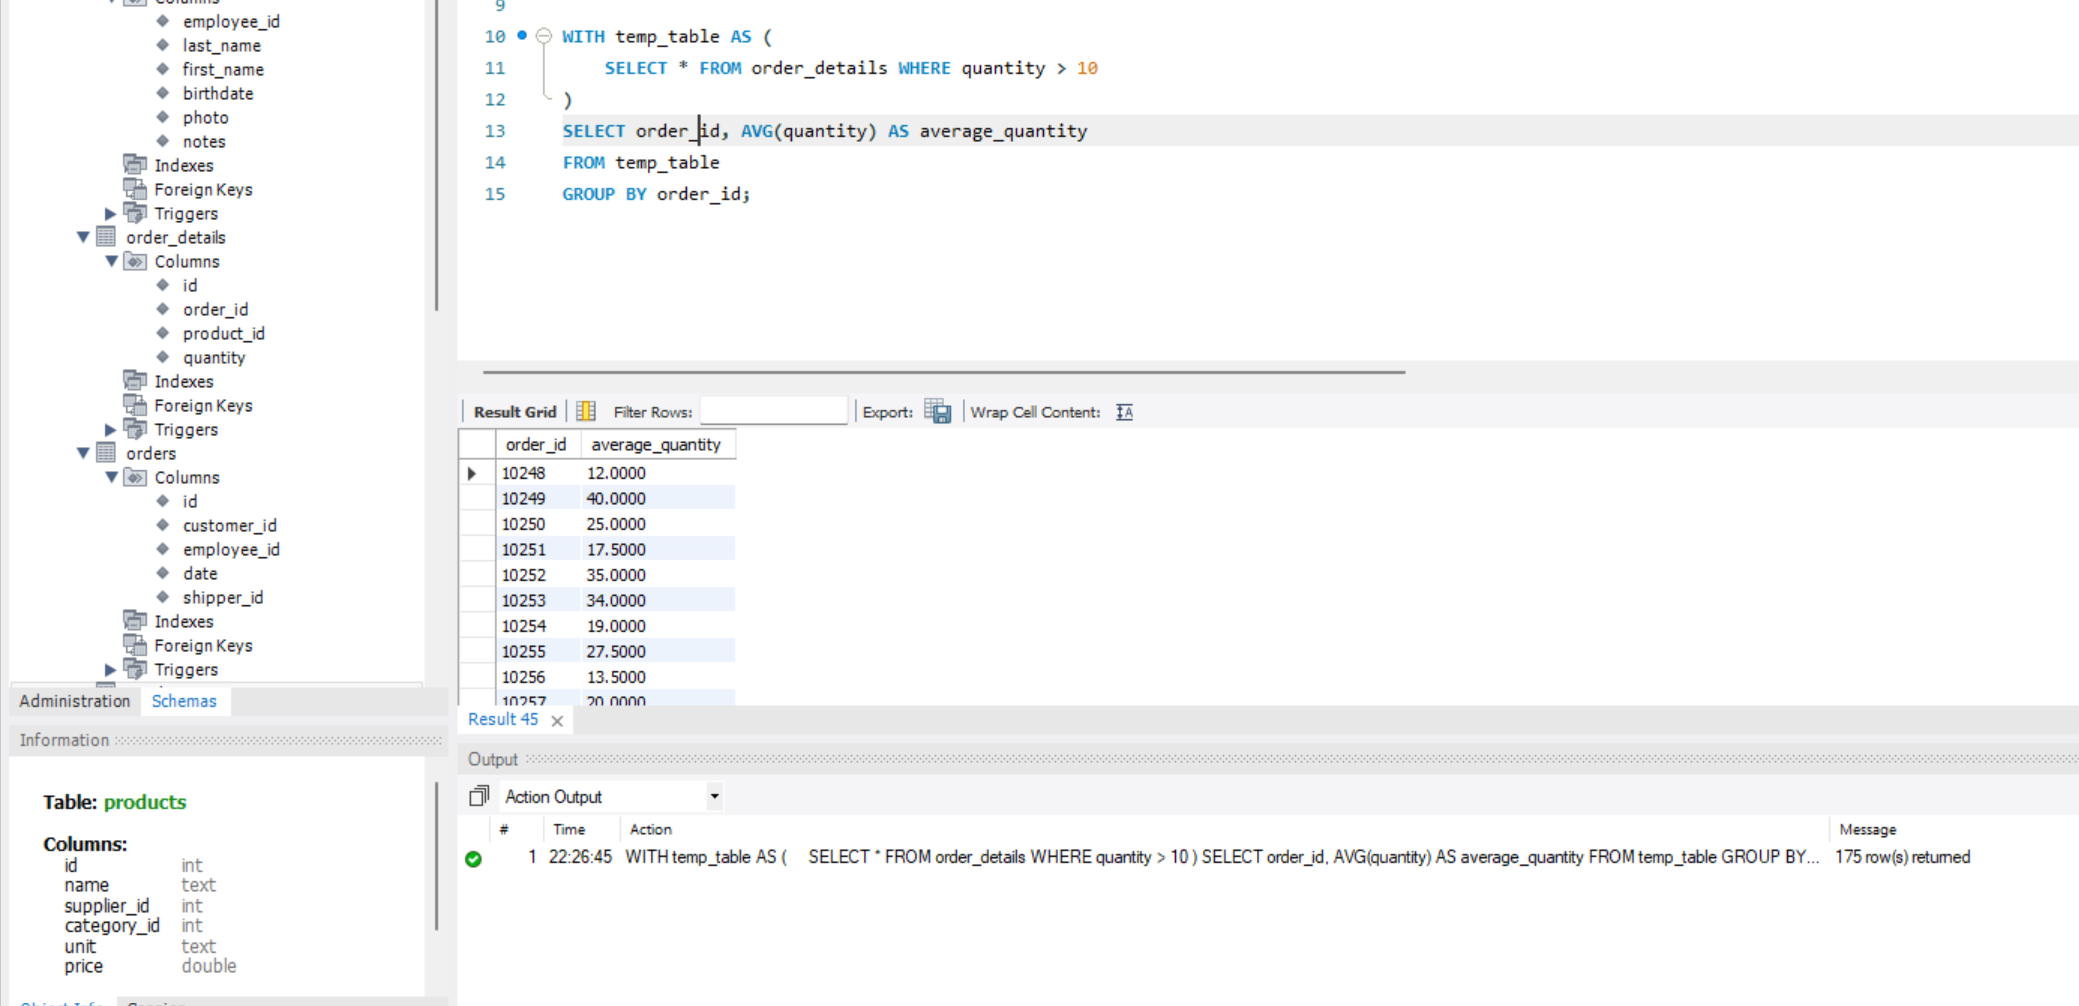 Columns
employee_id
last_name
first_name
birthdate
photo
notes
Indexes
Foreign Keys
Triggers
order_details
Columns
id
order_id
product_id
quantity
Indexes
Foreign Keys
Triggers
orders
Columns
id
customer_id
employee_id
date
shipper_id
Indexes
Foreign Keys
Triggers
Administration Schemas
Information
Table: products
Columns:
id int
name text
supplier_id int
category_id int
unit text
price double
Object Info Session
9
10 WITH temp_table AS (
11 SELECT * FROM order_details WHERE quantity > 10
12 )
13 SELECT order_id, AVG(quantity) AS average_quantity
14 FROM temp_table
15 GROUP BY order_id;
Result Grid Filter Rows: Export: Wrap Cell Content:
order_id average_quantity
10248 12.0000
10249 40.0000
10250 25.0000
10251 17.5000
10252 35.0000
10253 34.0000
10254 19.0000
10255 27.5000
10256 13.5000
10257 20.0000
Result 45
Output
Action Output
# Time Action Message
1 22:26:45 WITH temp_table AS ( SELECT * FROM order_details WHERE quantity > 10 ) SELECT order_id, AVG(quantity) AS average_quantity FROM temp_table GROUP BY... 175 row(s) returned